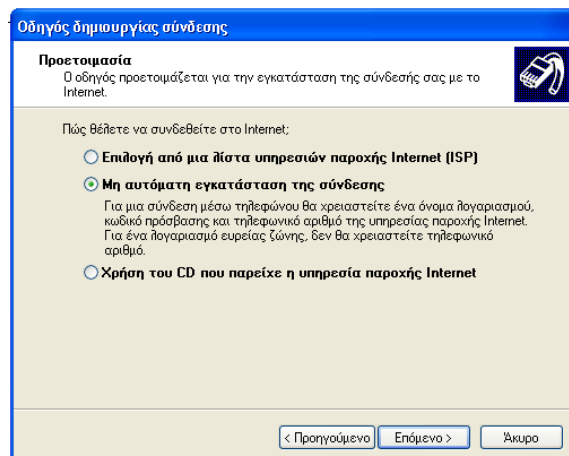 Οδηγός δημιουργίας σύνδεσης
Προετοιμασία
Ο οδηγός προετοιμάζεται για την εγκατάσταση της σύνδεσής σας με το
Internet.
Πώς θέλετε να συνδεθείτε στο Internet;
Επιλογή από μια λίστα υπηρεσιών παροχής Internet (ISP)
Μη αυτόματη εγκατάσταση της σύνδεσης
Για μια σύνδεση μέσω τηλεφώνου θα χρειαστείτε ένα όνομα λογαριασμού,
κωδικό πρόσβασης και τηλεφωνικό αριθμό της υπηρεσίας παροχής Internet.
Για ένα λογαριασμό ευρείας ζώνης, δεν θα χρειαστείτε τηλεφωνικό
αριθμό.
Χρήση του CD που παρείχε η υπηρεσία παροχής Internet
< Προηγούμενο Επόμενο > Άκυρο